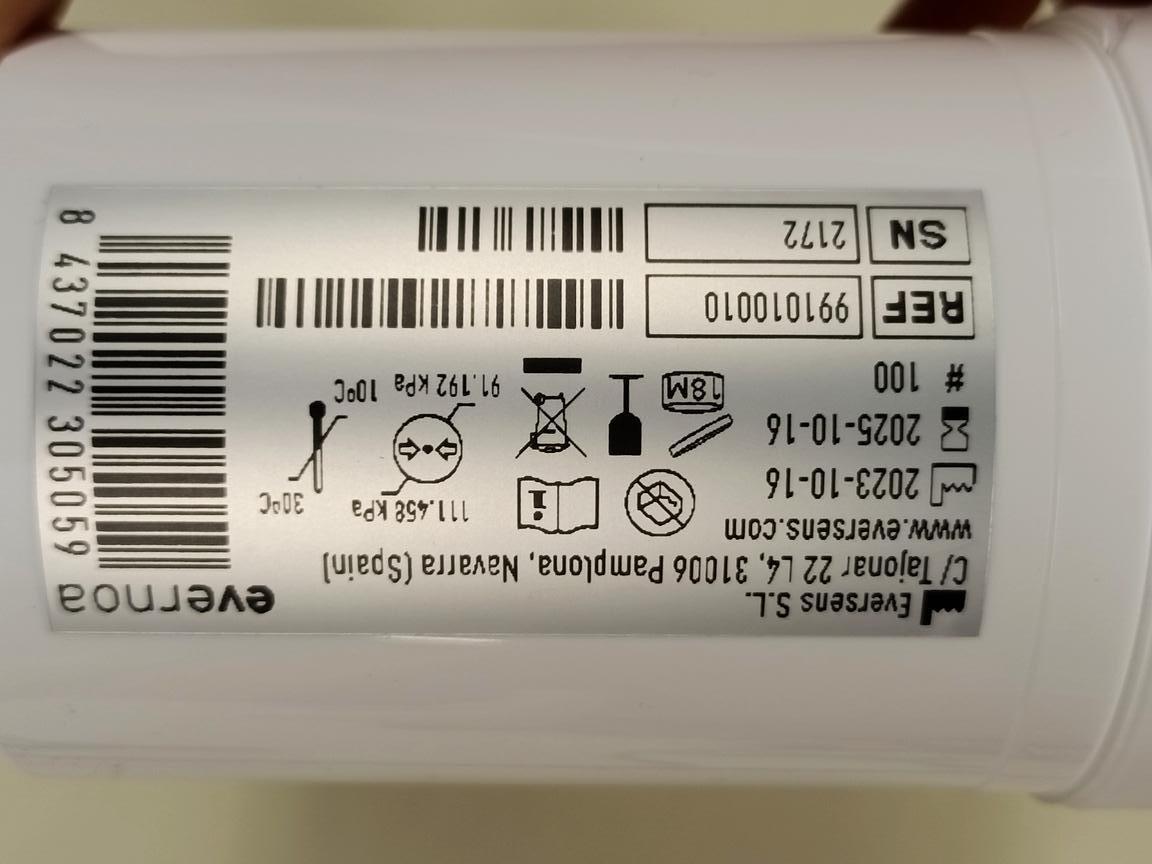 Eversens S.L.
C/ Tajonar 22 L4, 31006 Pamplona, Navarra (Spain)
www.eversens.com
2023-10-16
2025-10-16
# 100
18M
111.458 kPa
91.192 kPa
30ºC
10ºC
REF 991010010
SN 2172
evernoa
8 437022 305059